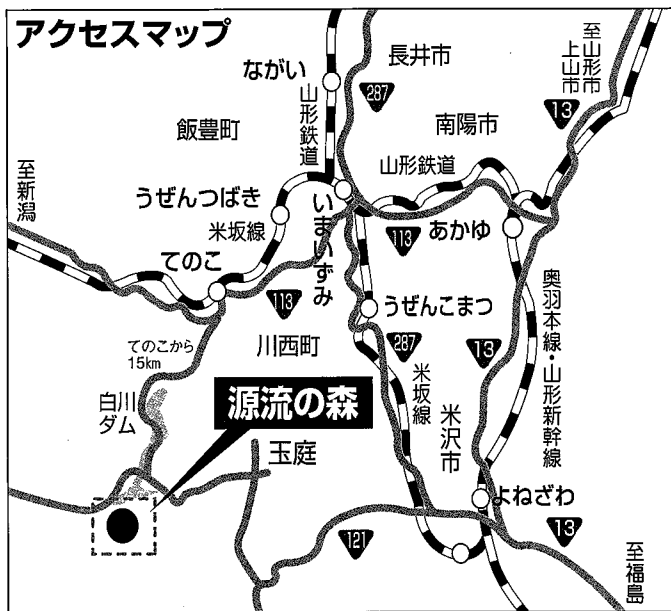 アクセスマップ
ながい
長井市
至山形市
上山市
287
13
山形鉄道
飯豊町
南陽市
山形鉄道
至新潟
うぜんつばき
いまいずみ
米坂線
113
あかゆ
てのこ
113
うぜんこまつ
奥羽本線・山形新幹線
てのこから
15km
川西町
287
13
白川
ダム
源流の森
米坂線
米沢市
玉庭
よねざわ
121
13
至福島